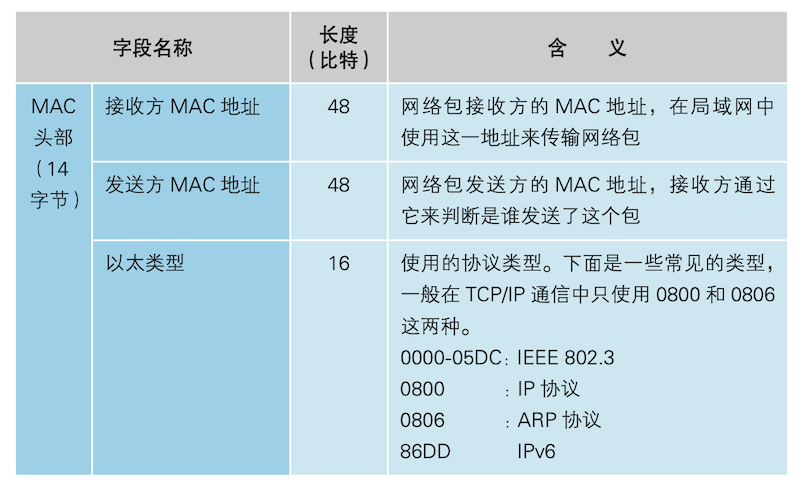 字段名称
长度
（比特）
含 义
MAC
头部
（14
字节）
接收方 MAC 地址
48
网络包接收方的 MAC 地址，在局域网中
使用这一地址来传输网络包
发送方 MAC 地址
48
网络包发送方的 MAC 地址，接收方通过
它来判断是谁发送了这个包
以太类型
16
使用的协议类型。下面是一些常见的类型，
一般在 TCP/IP 通信中只使用 0800 和 0806
这两种。
0000-05DC：IEEE 802.3
0800 ：IP 协议
0806 ：ARP 协议
86DD IPv6